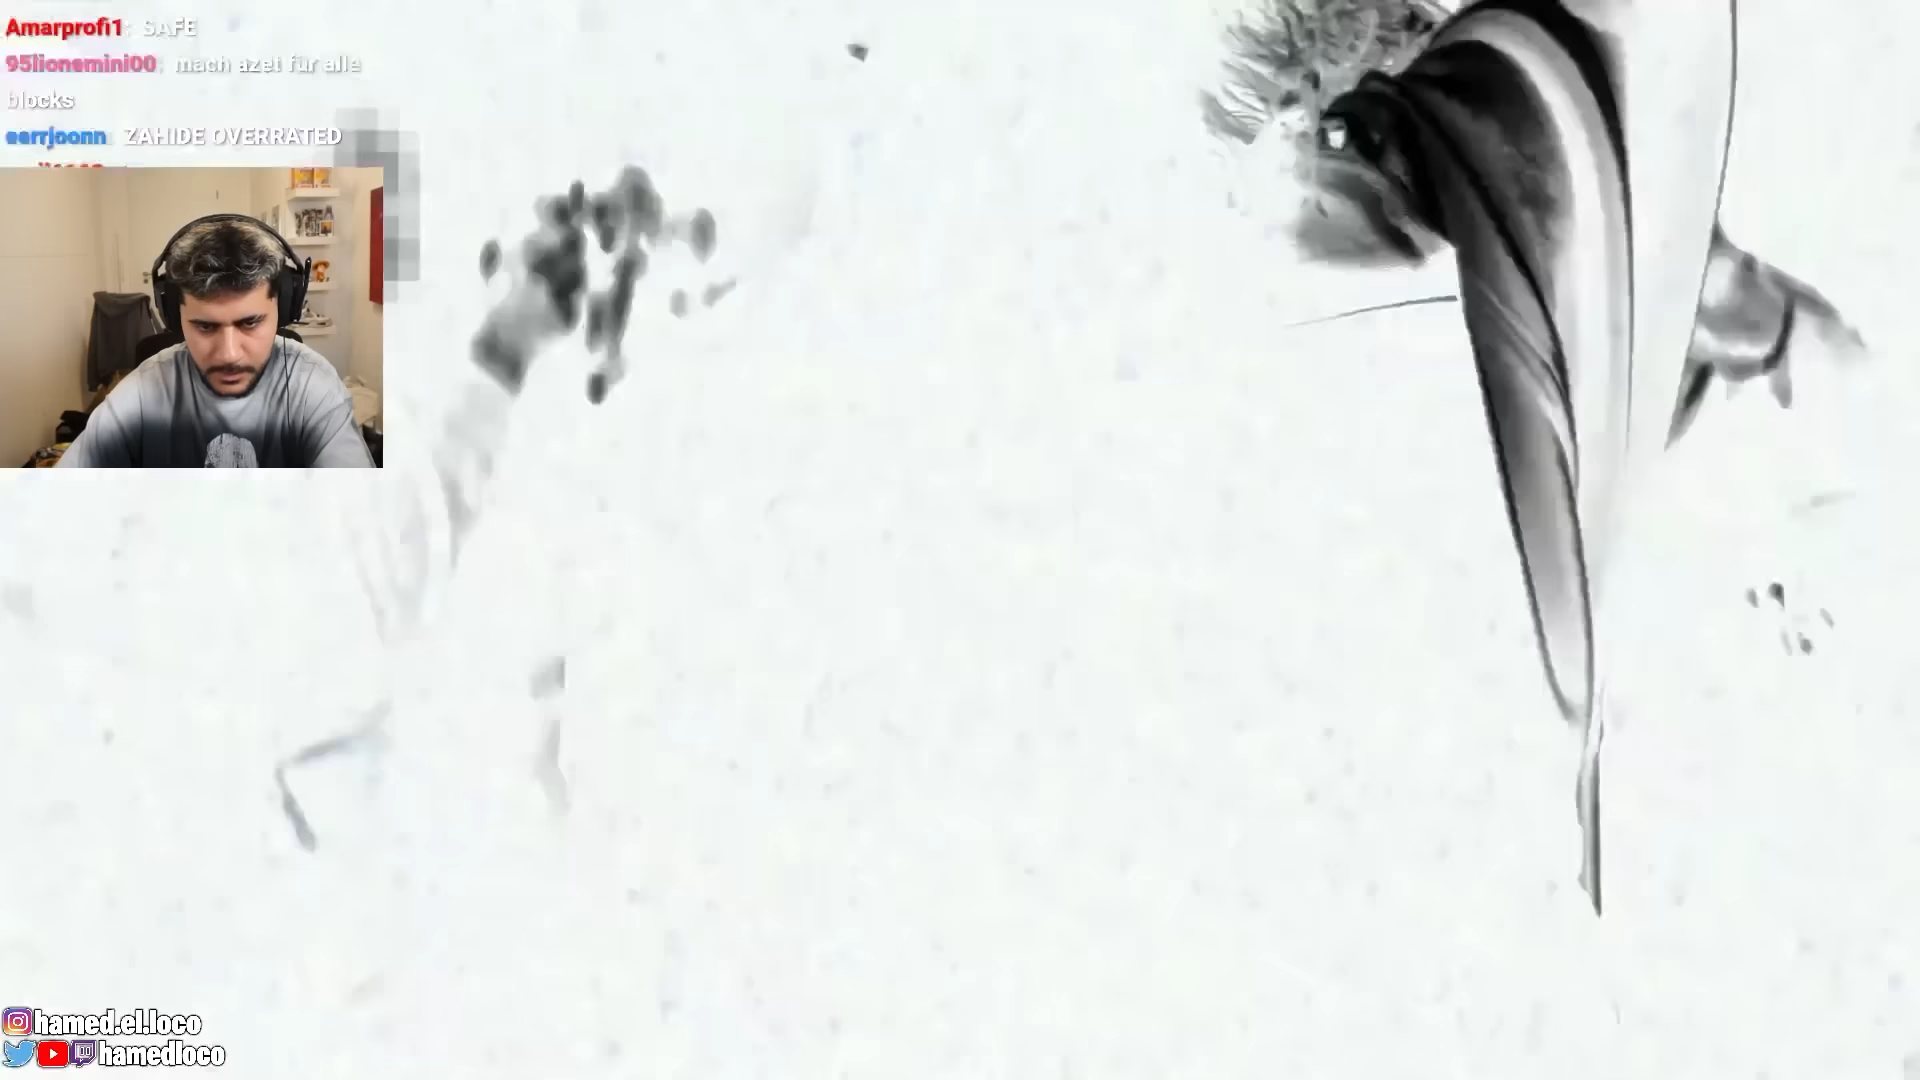 Amarprofi1: SAFE
95lionemini00: mach azet für alle
blocks
eerrjoonn: ZAHIDE OVERRATED
hamed.el.loco
hamedloco